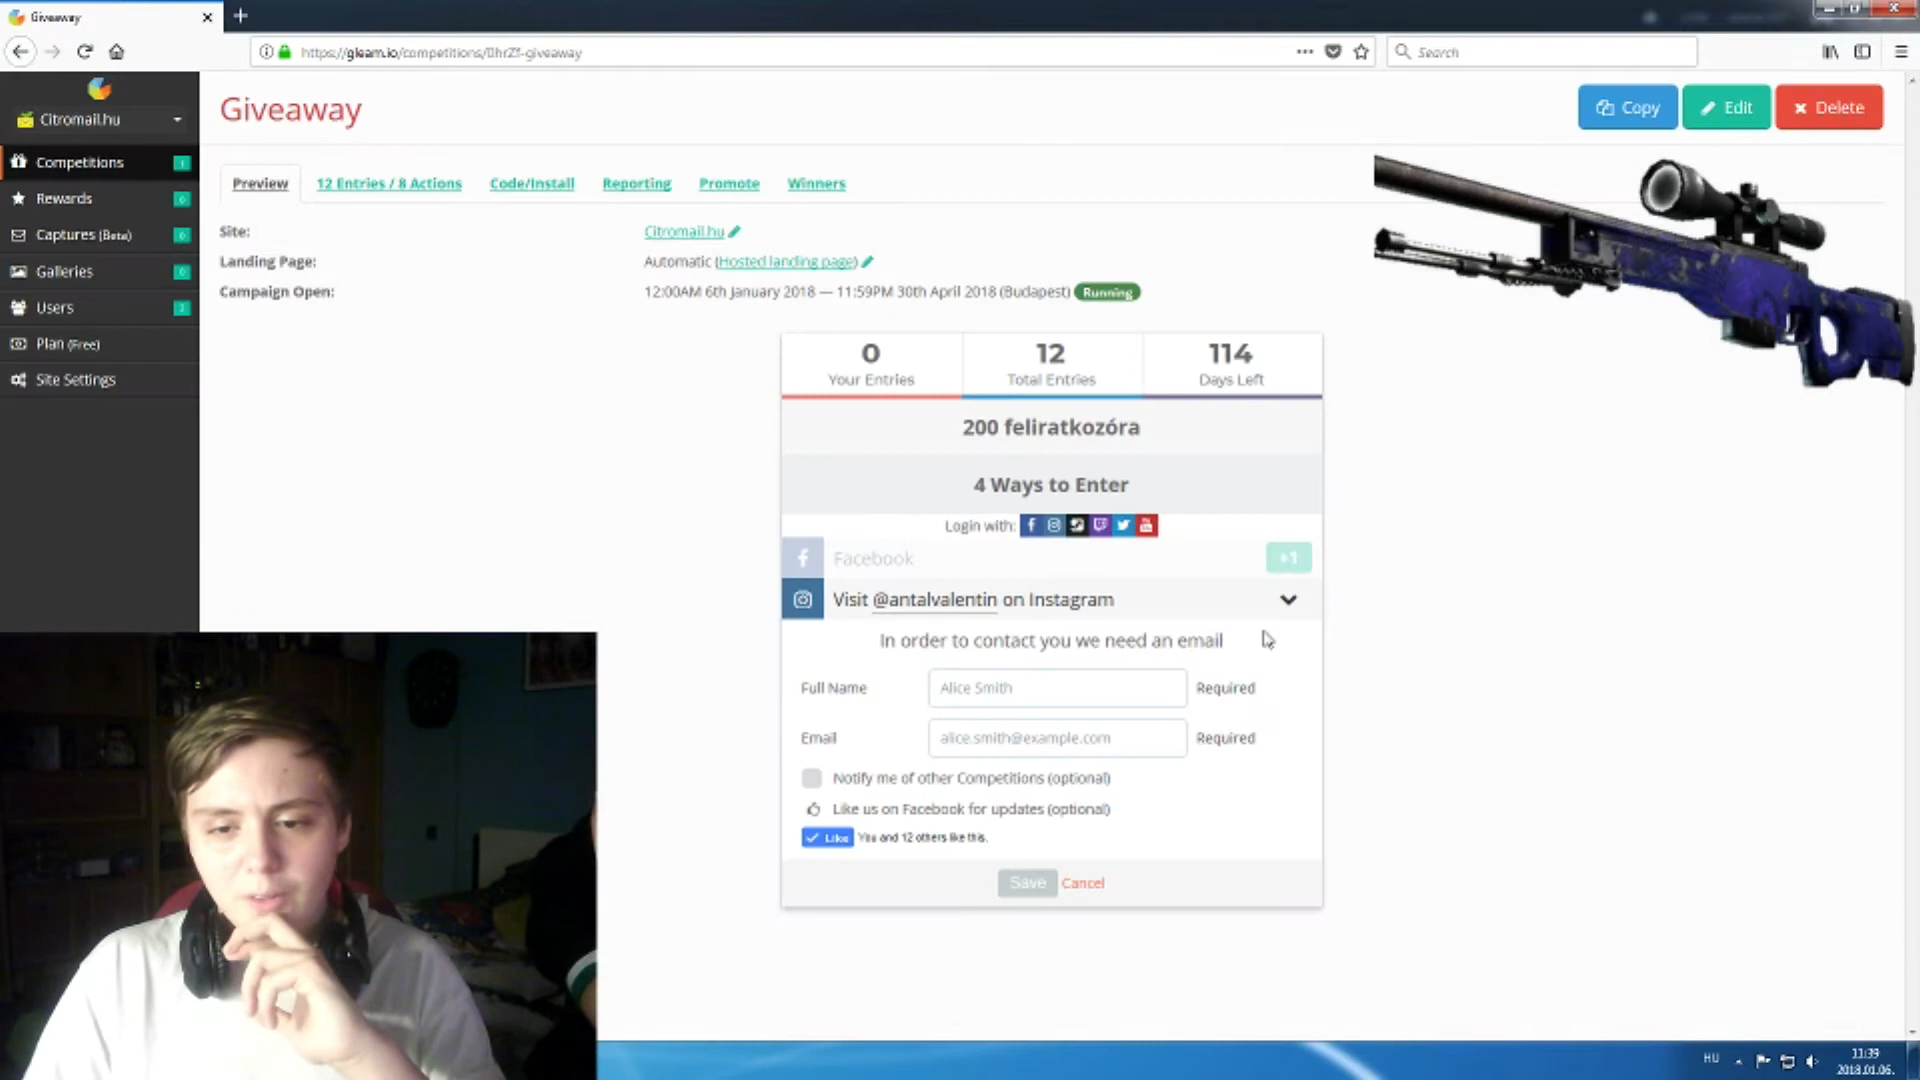 Giveaway
Search
Citromail.hu
Competitions 1
Rewards 0
Captures (Beta) 0
Galleries 0
Users
Plan (Free)
Site Settings
Giveaway
Copy
Edit
Delete
Preview
12 Entries / 8 Actions
Code/Install
Reporting
Promote
Winners
Site:
Citromail.hu
Landing Page:
Automatic (Hosted landing page)
Campaign Open:
12:00AM 6th January 2018 — 11:59PM 30th April 2018 (Budapest) Running
0
Your Entries
12
Total Entries
114
Days Left
200 feliratkozóra
4 Ways to Enter
Login with:
Facebook
+1
Visit @antalvalentin on Instagram
In order to contact you we need an email
Full Name
Alice Smith
Required
Email
alice.smith@example.com
Required
Notify me of other Competitions (optional)
Like us on Facebook for updates (optional)
Like
You and 12 others like this.
Save
Cancel
HU
11:39
2018.01.06.